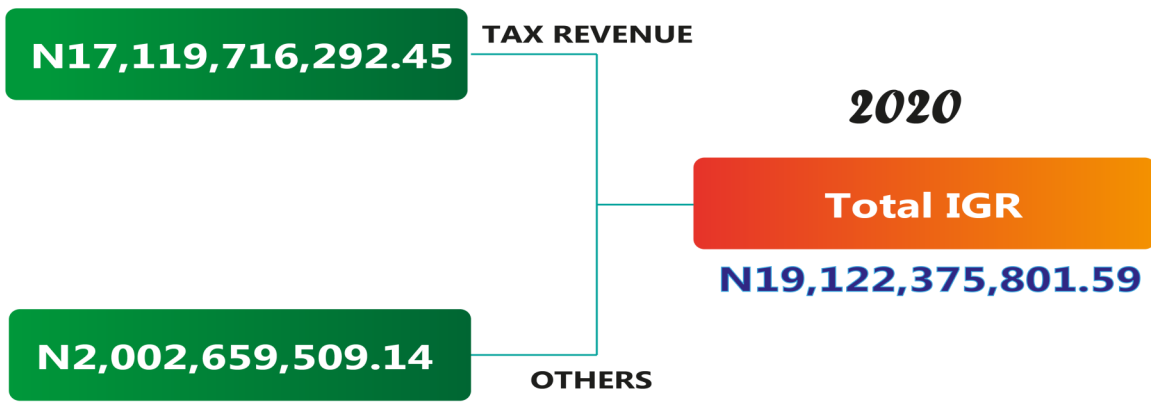 N17,119,716,292.45
TAX REVENUE
2020
Total IGR
N19,122,375,801.59
N2,002,659,509.14
OTHERS